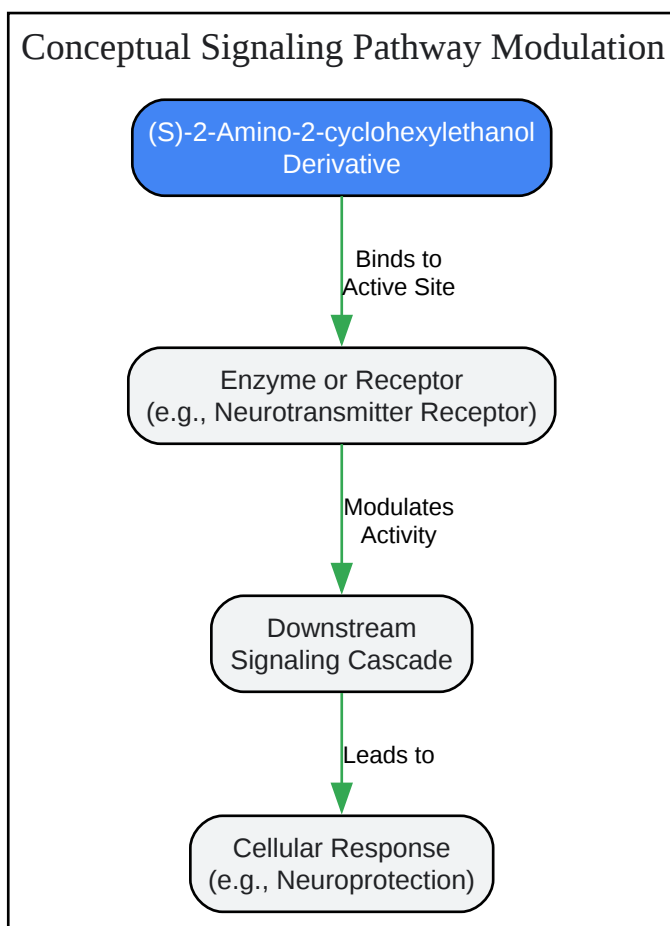 Conceptual Signaling Pathway Modulation
(S)-2-Amino-2-cyclohexylethanol
Derivative
Binds to
Active Site
Enzyme or Receptor
(e.g., Neurotransmitter Receptor)
Modulates
Activity
Downstream
Signaling Cascade
Leads to
Cellular Response
(e.g., Neuroprotection)